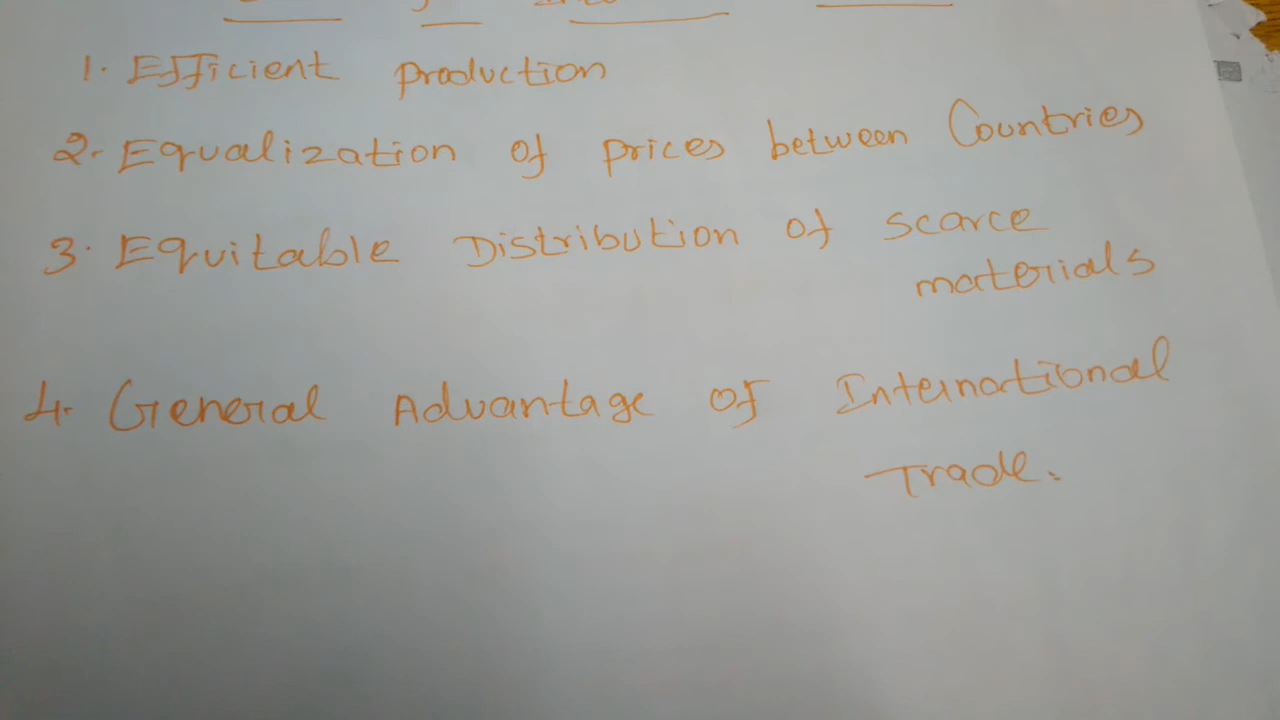 1. Efficient production
2. Equalization of prices between Countries
3. Equitable Distribution of scarce
materials
4. General Advantage of International
Trade.